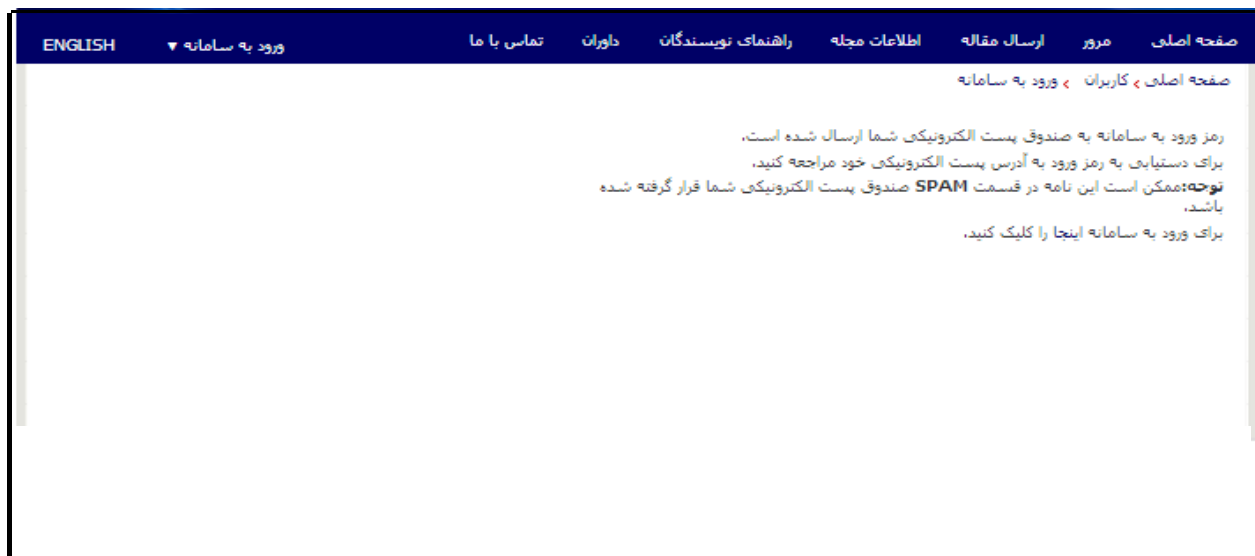 صفحه اصلی مرور ارسال مقاله اطلاعات مجله راهنمای نویسندگان داوران تماس با ما ورود به سامانه ▼ ENGLISH
صفحه اصلی › کاربران › ورود به سامانه
رمز ورود به سامانه به صندوق پست الکترونیکی شما ارسال شده است.
برای دستیابی به رمز ورود به آدرس پست الکترونیکی خود مراجعه کنید.
توجه:ممکن است این نامه در قسمت SPAM صندوق پست الکترونیکی شما قرار گرفته شده
باشد.
برای ورود به سامانه اینجا را کلیک کنید.